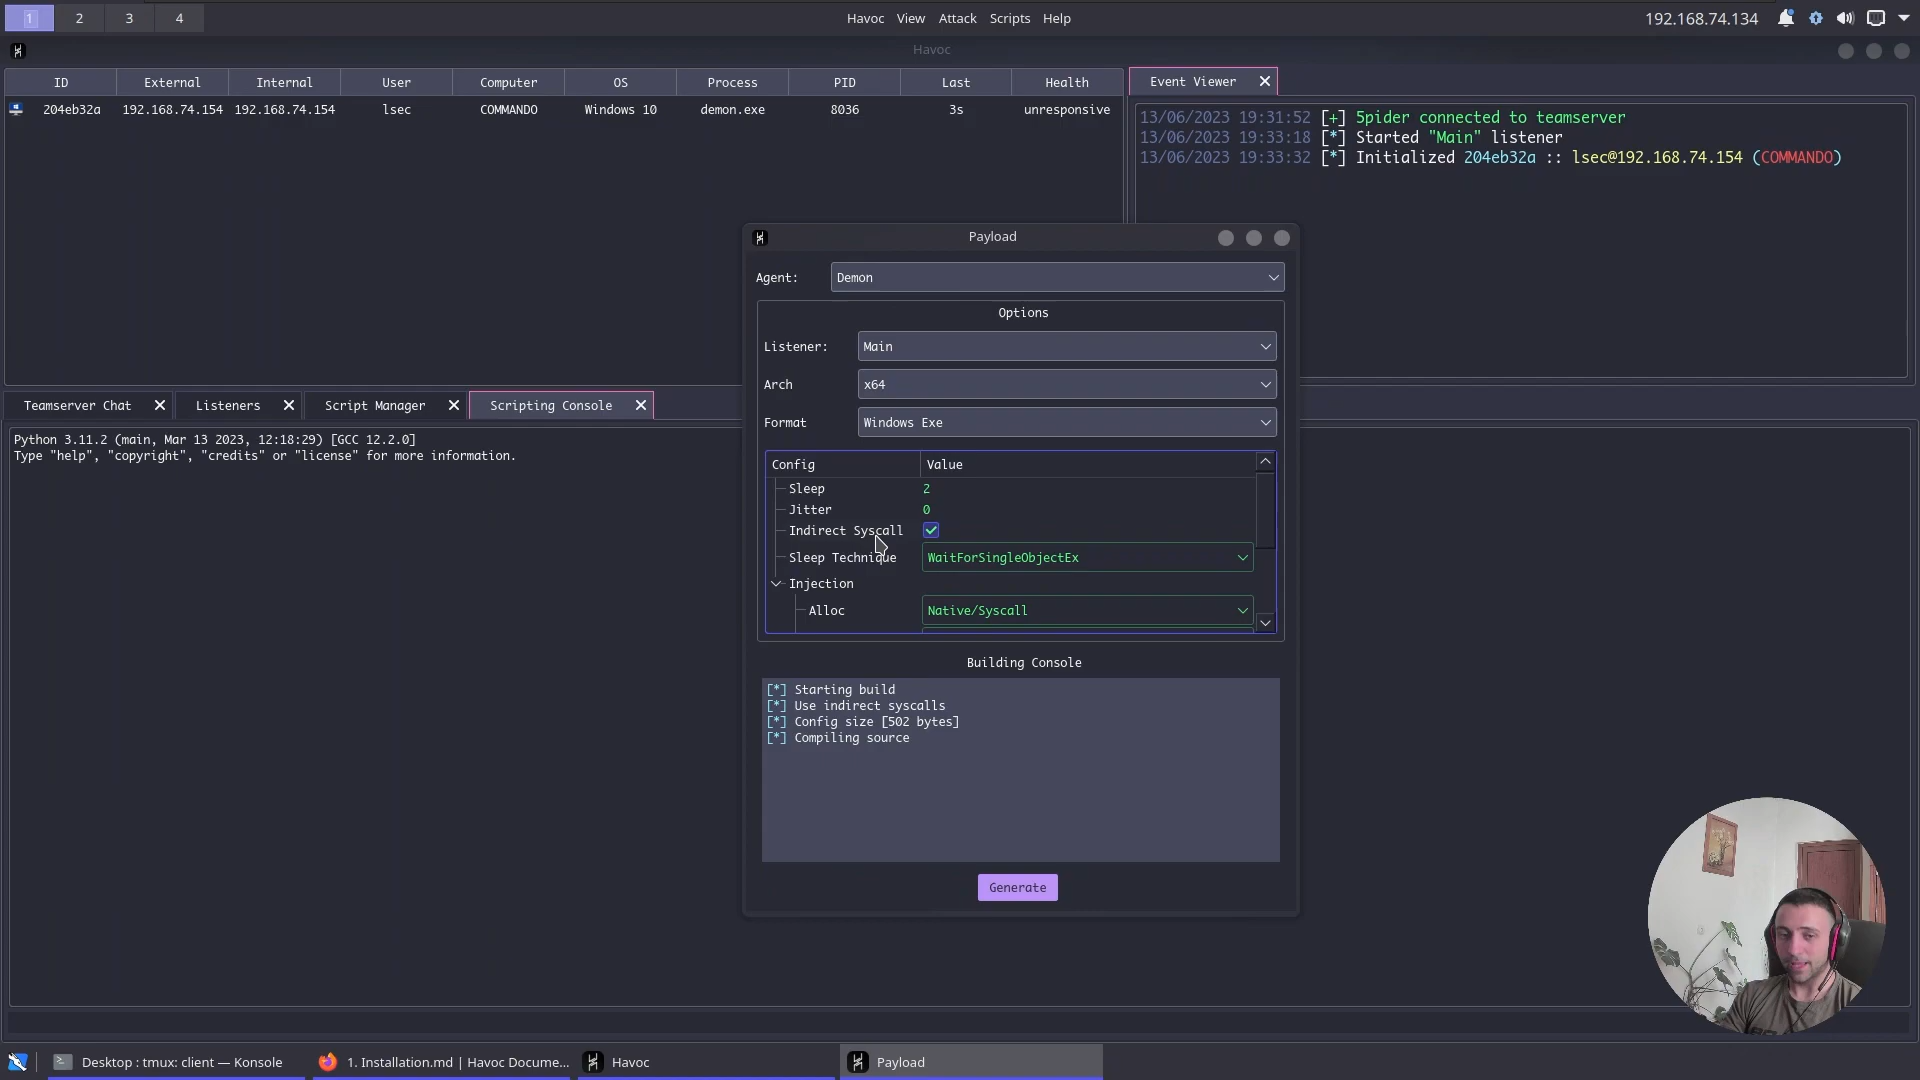 1 2 3 4 Havoc View Attack Scripts Help 192.168.74.134
Havoc
ID External Internal User Computer OS Process PID Last Health
204eb32a 192.168.74.154 192.168.74.154 lsec COMMANDO Windows 10 demon.exe 8036 3s unresponsive
Event Viewer
13/06/2023 19:31:52 [+] 5pider connected to teamserver
13/06/2023 19:33:18 [*] Started "Main" listener
13/06/2023 19:33:32 [*] Initialized 204eb32a :: lsec@192.168.74.154 (COMMANDO)
Teamserver Chat Listeners Script Manager Scripting Console
Python 3.11.2 (main, Mar 13 2023, 12:18:29) [GCC 12.2.0]
Type "help", "copyright", "credits" or "license" for more information.
Payload
Agent: Demon
Options
Listener: Main
Arch x64
Format Windows Exe
Config Value
Sleep 2
Jitter 0
Indirect Syscall
Sleep Technique WaitForSingleObjectEx
Injection
Alloc Native/Syscall
Building Console
[*] Starting build
[*] Use indirect syscalls
[*] Config size [502 bytes]
[*] Compiling source
Generate
Desktop : tmux: client — Konsole 1. Installation.md | Havoc Docume... Havoc Payload